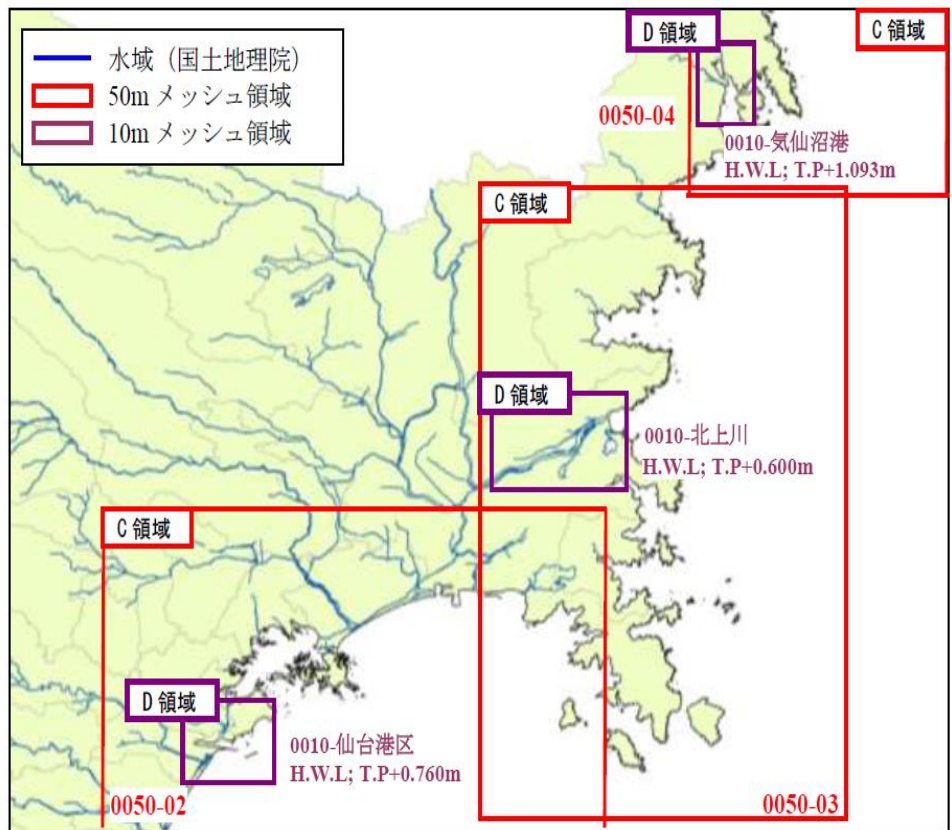 水域（国土地理院）
50m メッシュ領域
10m メッシュ領域
D 領域
C 領域
0050-04
0010-気仙沼港
H.W.L; T.P+1.093m
C 領域
D 領域
0010-北上川
H.W.L; T.P+0.600m
C 領域
D 領域
0010-仙台港区
H.W.L; T.P+0.760m
0050-02
0050-03